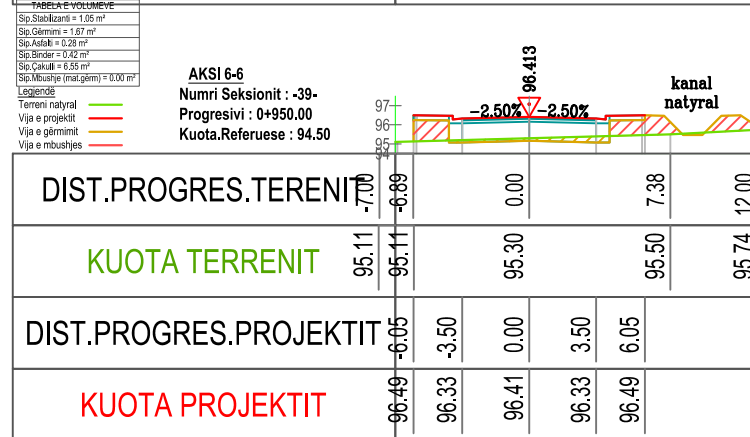 TABELA E VOLUMEVE
Sip.Stabilizanti = 1.05 m²
Sip.Gërmimi = 1.67 m²
Sip.Asfalti = 0.28 m²
Sip.Binder = 0.42 m²
Sip.Çakulli = 6.55 m²
Sip.Mbushje (mat.gërm) = 0.00 m²
Legjendë
Terreni natyral
Vija e projektit
Vija e gërmimit
Vija e mbushjes
AKSI 6-6
Numri Seksionit : -39-
Progresivi : 0+950.00
Kuota.Referuese : 94.50
97
96
95
94
−2.50%
96.413
−2.50%
kanal
natyral
DIST.PROGRES.TERENIT
-7.00 -6.89 0.00 7.38 12.00
KUOTA TERRENIT
95.11 95.11 95.30 95.50 95.74
DIST.PROGRES.PROJEKTIT
-6.05 -3.50 0.00 3.50 6.05
KUOTA PROJEKTIT
96.49 96.33 96.41 96.33 96.49